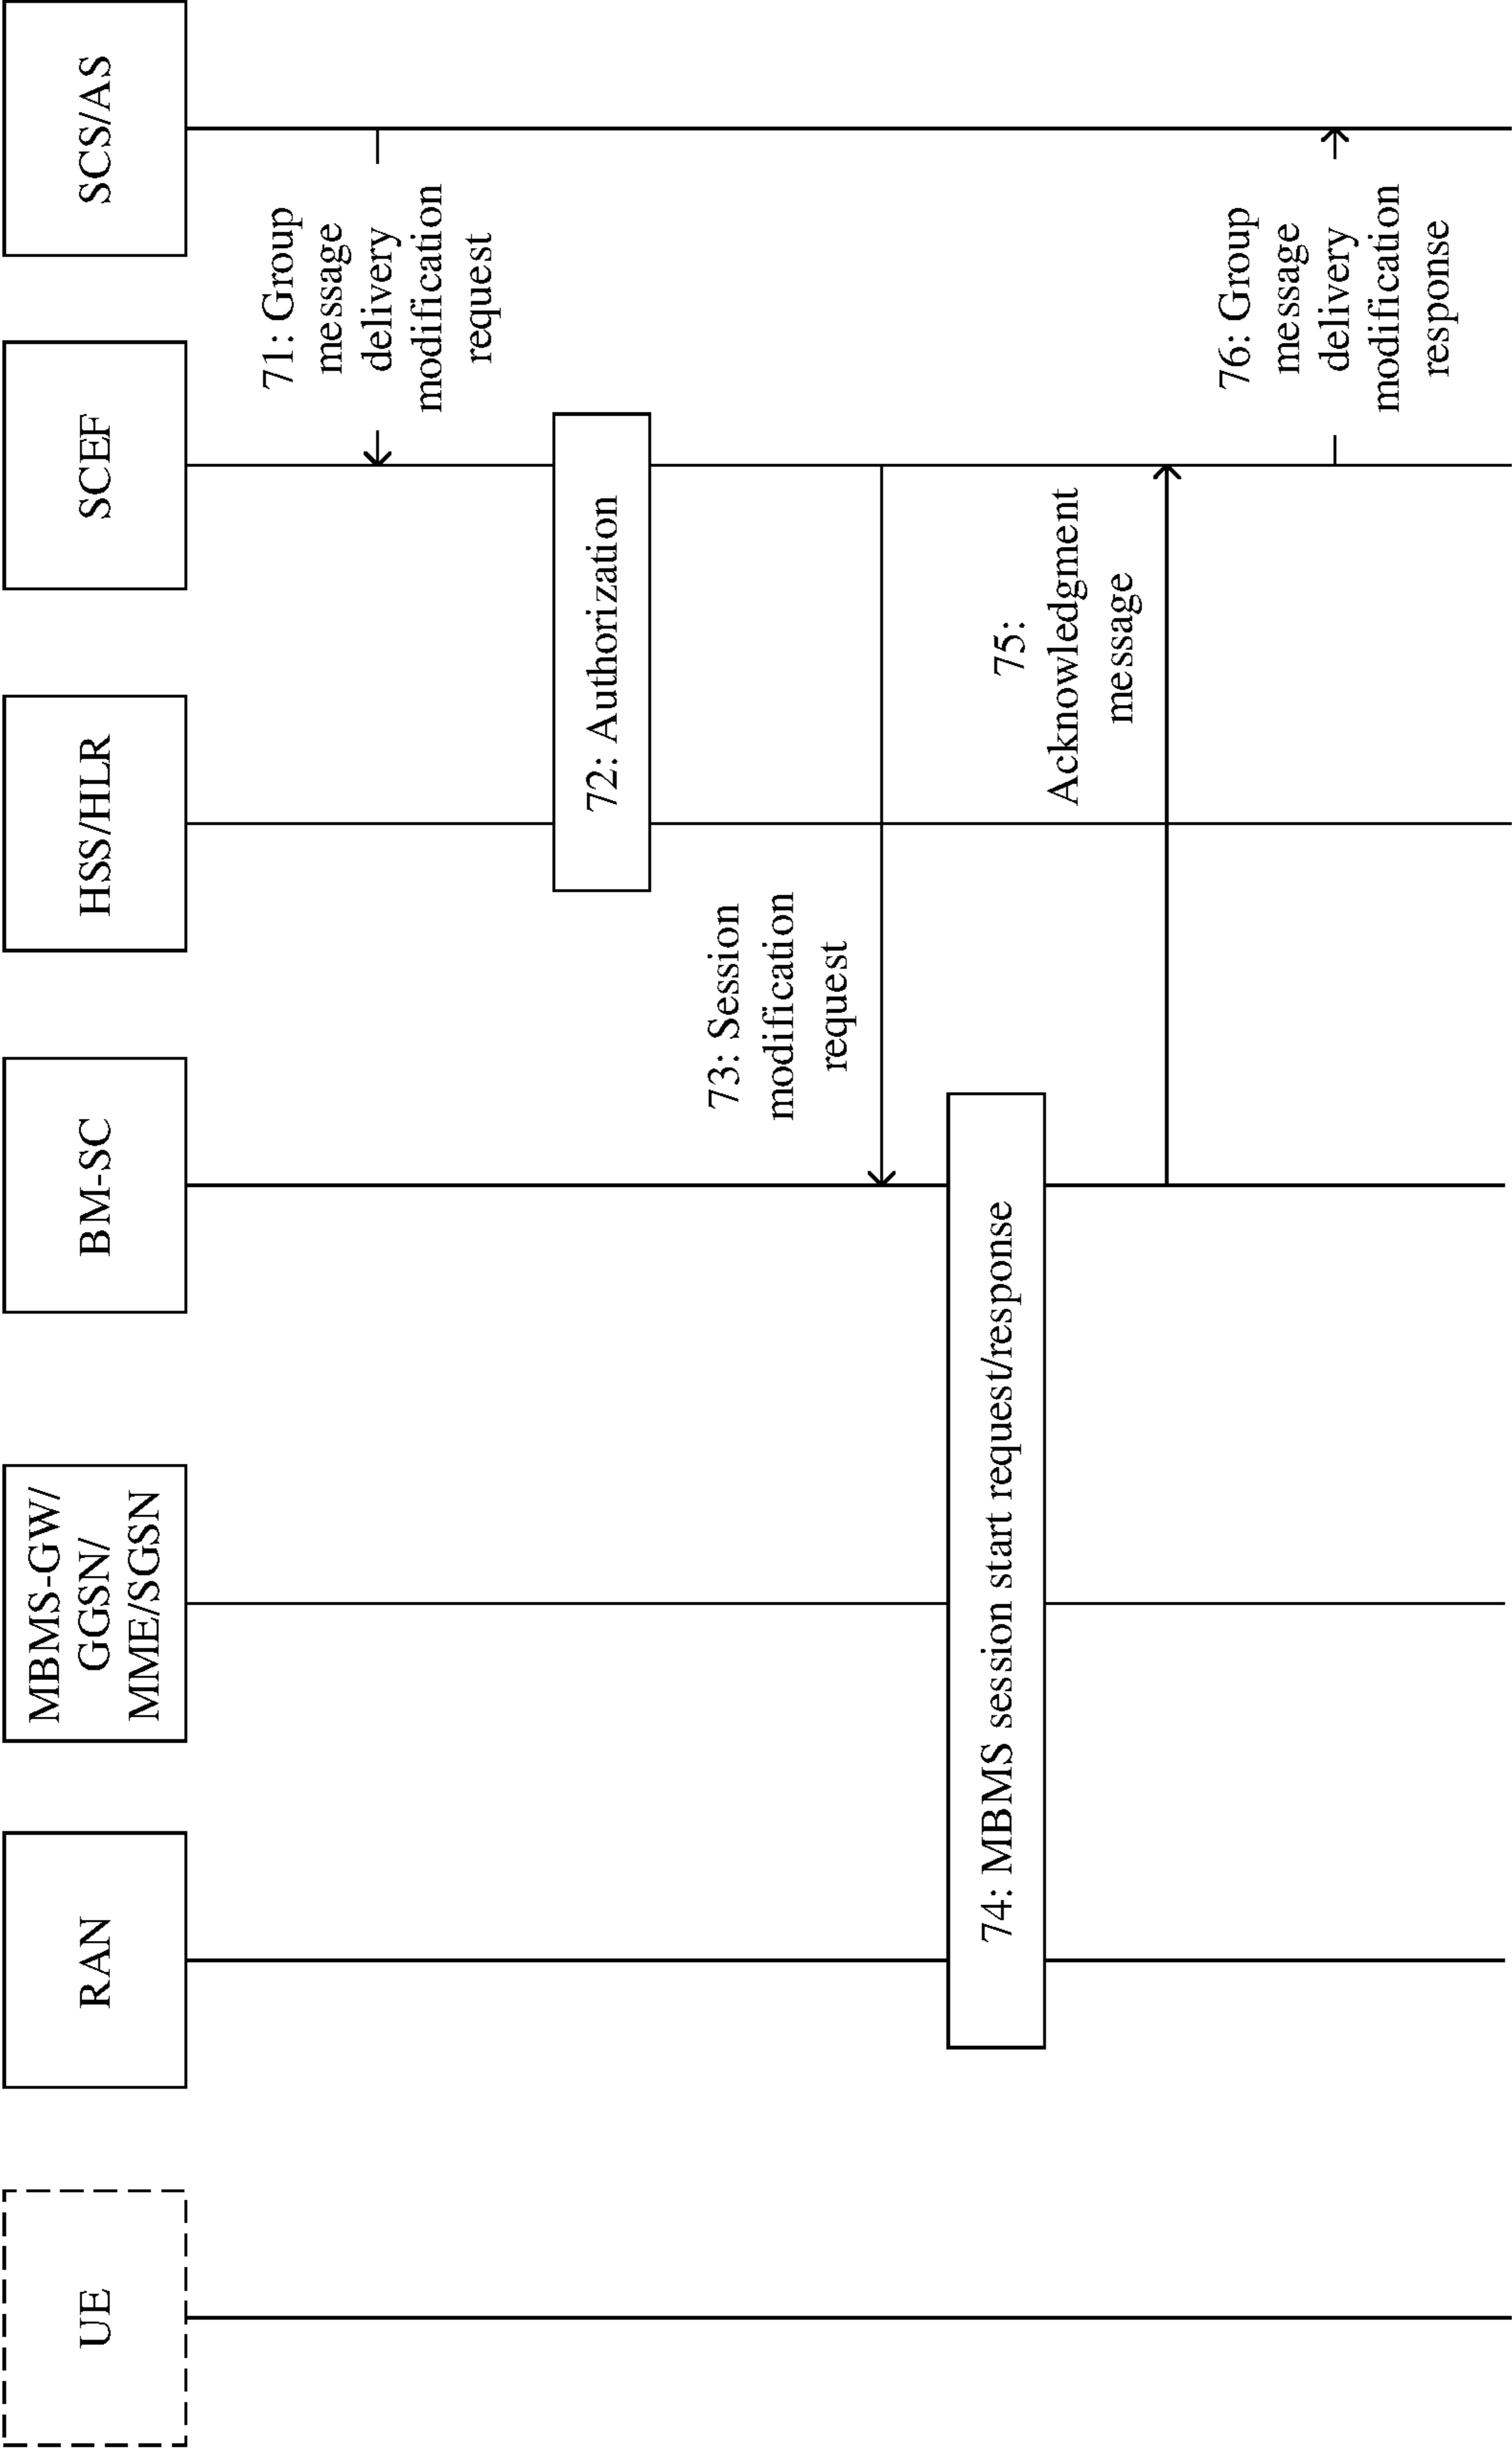 UE
RAN
MBMS-GW/
GGSN/
MME/SGSN
BM-SC
HSS/HLR
SCEF
SCS/AS
71: Group
message
delivery
modification
request
72: Authorization
73: Session
modification
request
74: MBMS session start request/response
75:
Acknowledgment
message
76: Group
message
delivery
modification
response